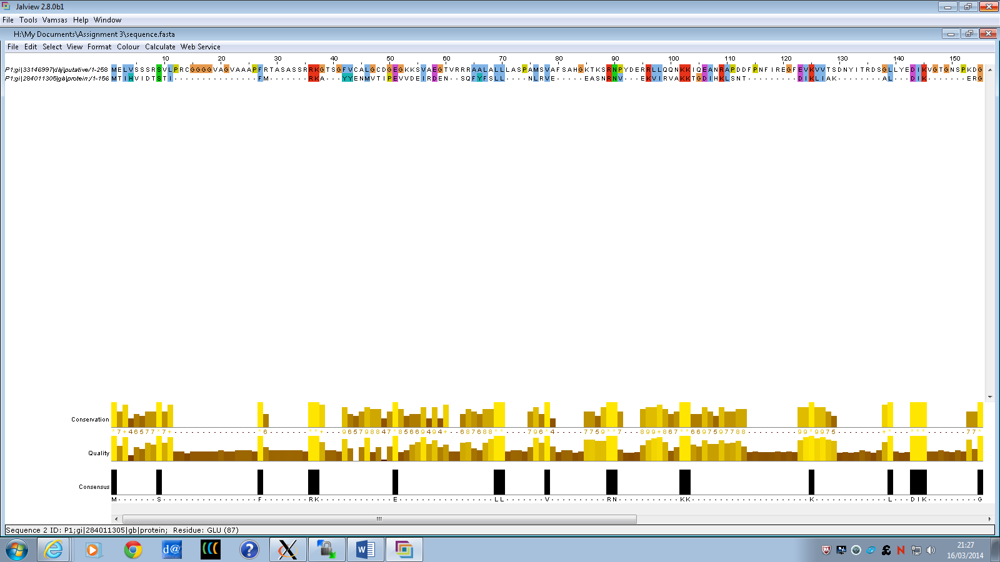 Jalview 2.8.0b1
File Tools Vamsas Help Window
H:\My Documents\Assignment 3\sequence.fasta
File Edit Select View Format Colour Calculate Web Service
10 20 30 40 50 60 70 80 90 100 110 120 130 140 150
P1;gi|33146997|dbj|putative/1-258 MELVSSSRSVLPRCGGGGVAGVAAAPFRTASASSRRKGTSGFVCALGCDGEGKKSVAEGTVRRRAALALLLLASPAMSVAFSAHGKTKSRNPYDERRLLQQNKKIQEANRAPDDFPNFIREGFEVKVVTSDNYITRDSGLLYEDIKVGTGNSPKDG
P1;gi|284011305|gb|protein/1-156 MTIHVIDTSTI---------------FM-------RKA---YYENMVTIPEVVDEIRDEN--SQFYFSLL----NLRVE-----EASNRNV---EKVIRVAKKTGDIHKLSNT---------DIKLIAK--------AL---DIK-------ERG
Conservation
*7+46577*7+ *6 **+ 965798847*85669494+ 687688** 796*4 7759**7 899+867**6697597788 99*9975 +* *** 77*
Quality
Consensus
M-------S-----------------F--------RK-------------E-----------------LL-------V----------RN-----------KK---------------------K-------------L---DIK---------G
Sequence 2 ID: P1;gi|284011305|gb|protein; Residue: GLU (87)
d@
21:27
16/03/2014